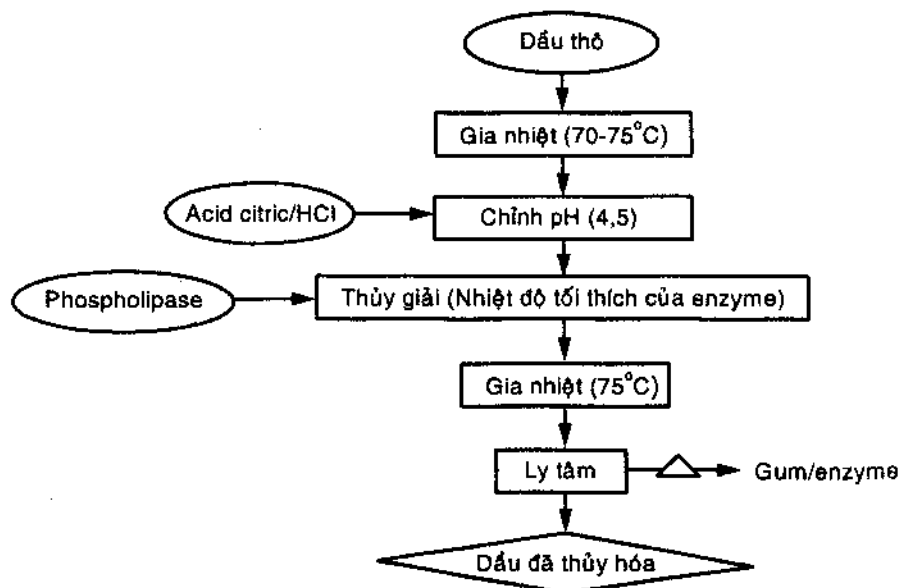 Dầu thô
Gia nhiệt (70-75°C)
Acid citric/HCl
Chỉnh pH (4,5)
Phospholipase
Thủy giải (Nhiệt độ tối thích của enzyme)
Gia nhiệt (75°C)
Ly tâm
Gum/enzyme
Dầu đã thủy hóa